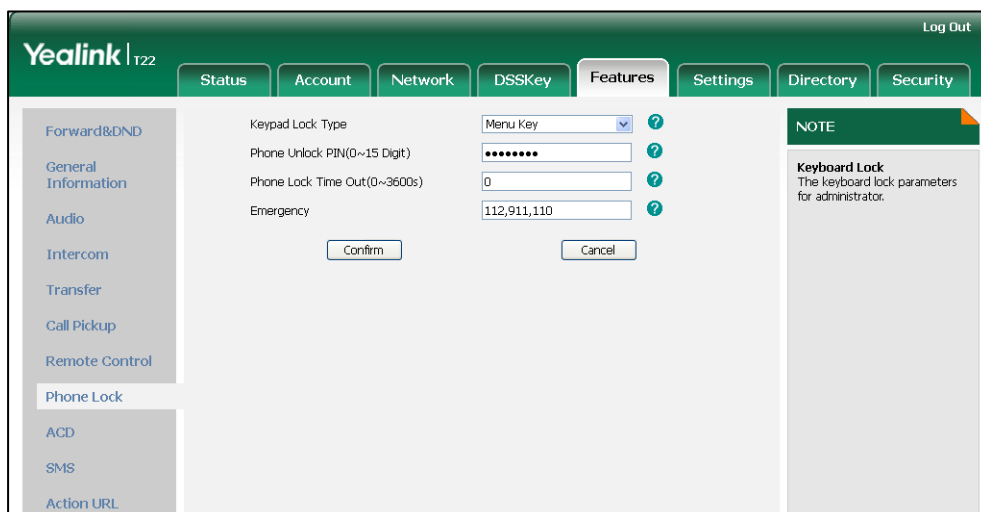 Log Out
Yealink T22
Status Account Network DSSKey Features Settings Directory Security
Forward&DND
General
Information
Audio
Intercom
Transfer
Call Pickup
Remote Control
Phone Lock
ACD
SMS
Action URL
Keypad Lock Type Menu Key ?
Phone Unlock PIN(0~15 Digit) •••••••• ?
Phone Lock Time Out(0~3600s) 0 ?
Emergency 112,911,110 ?
Confirm Cancel
NOTE
Keyboard Lock
The keyboard lock parameters
for administrator.